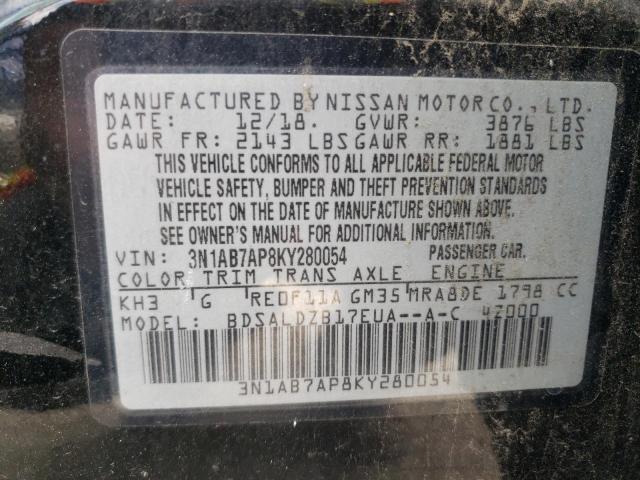 MANUFACTURED BY NISSAN MOTOR CO., LTD.
DATE: 12/18. GVWR: 3876 LBS
GAWR FR: 2143 LBS GAWR RR: 1881 LBS
THIS VEHICLE CONFORMS TO ALL APPLICABLE FEDERAL MOTOR
VEHICLE SAFETY, BUMPER AND THEFT PREVENTION STANDARDS
IN EFFECT ON THE DATE OF MANUFACTURE SHOWN ABOVE.
SEE OWNER'S MANUAL FOR ADDITIONAL INFORMATION.
VIN: 3N1AB7AP8KY280054 PASSENGER CAR.
COLOR TRIM TRANS AXLE ENGINE
KH3 G RE0F11A GM35 MRA8DE 1798 CC
MODEL: BDSALDZB17EUA--A-C 4Z000
3N1AB7AP8KY280054